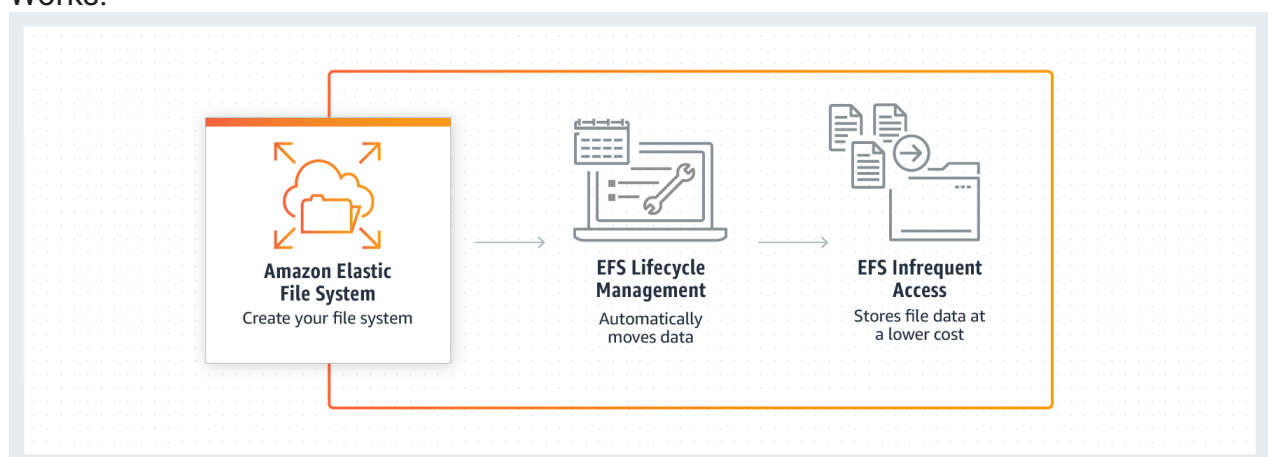 Works:
Amazon Elastic
File System
Create your file system
EFS Lifecycle
Management
Automatically
moves data
EFS Infrequent
Access
Stores file data at
a lower cost